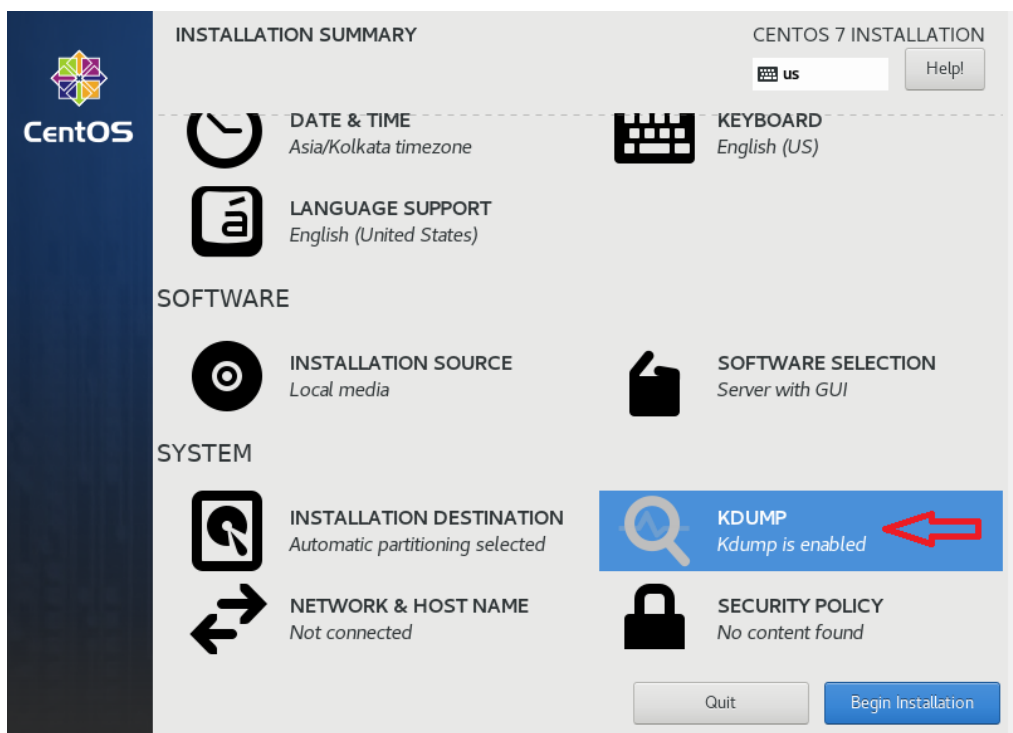 INSTALLATION SUMMARY
CENTOS 7 INSTALLATION
us
Help!
CentOS
DATE & TIME
Asia/Kolkata timezone
KEYBOARD
English (US)
á
LANGUAGE SUPPORT
English (United States)
SOFTWARE
INSTALLATION SOURCE
Local media
SOFTWARE SELECTION
Server with GUI
SYSTEM
INSTALLATION DESTINATION
Automatic partitioning selected
KDUMP
Kdump is enabled
NETWORK & HOST NAME
Not connected
SECURITY POLICY
No content found
Quit
Begin Installation